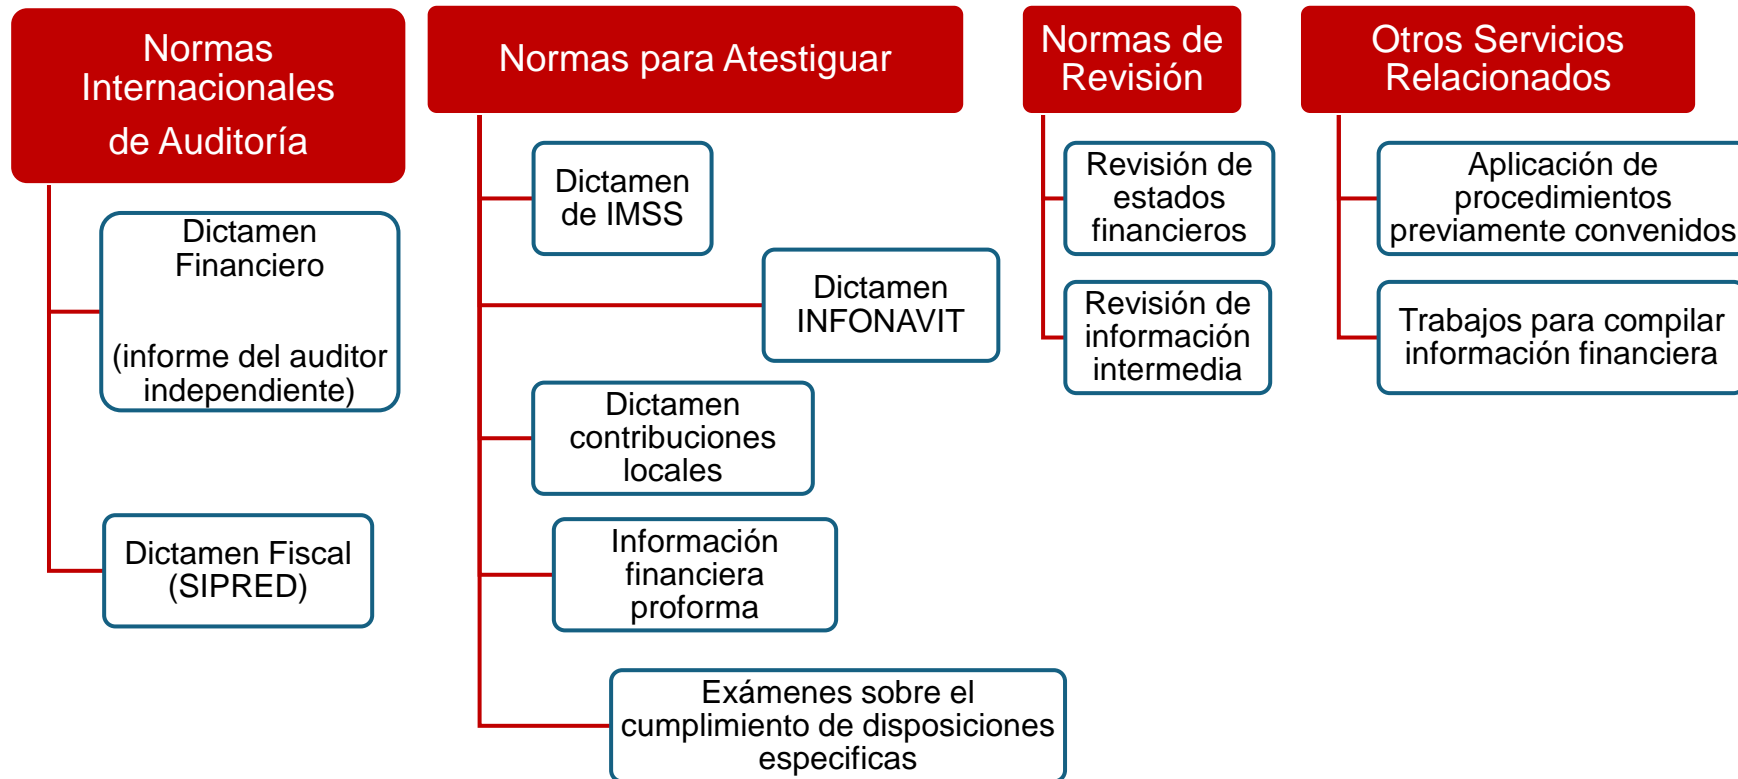 Normas
Internacionales
de Auditoría
Dictamen
Financiero
(informe del auditor
independiente)
Dictamen Fiscal
(SIPRED)
Normas para Atestiguar
Dictamen
de IMSS
Dictamen
INFONAVIT
Dictamen
contribuciones
locales
Información
financiera
proforma
Exámenes sobre el
cumplimiento de disposiciones
especificas
Normas de
Revisión
Revisión de
estados
financieros
Revisión de
información
intermedia
Otros Servicios
Relacionados
Aplicación de
procedimientos
previamente convenidos
Trabajos para compilar
información financiera